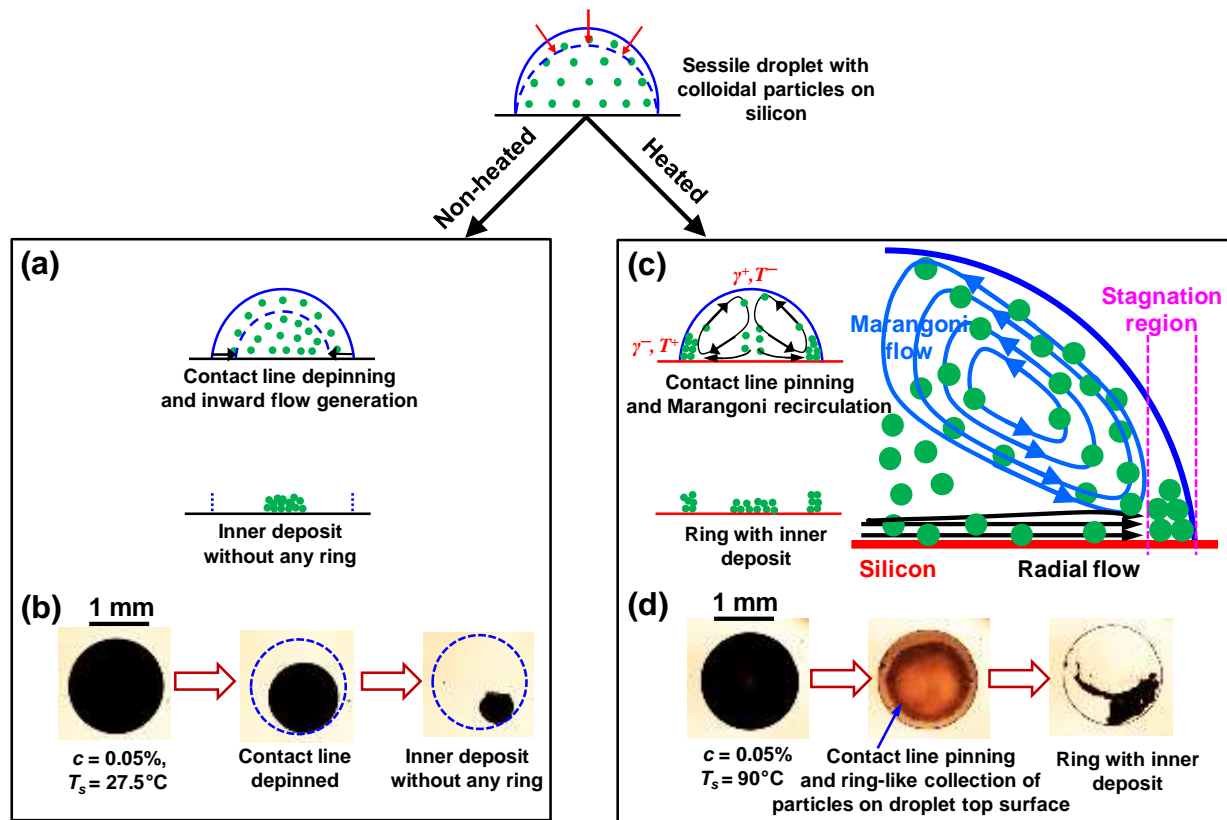 Sessile droplet with
colloidal particles on
silicon
Non-heated
Heated
(a)
Contact line depinning
and inward flow generation
Inner deposit
without any ring
(b)
1 mm
c = 0.05%,
Ts = 27.5°C
Contact line
depinned
Inner deposit
without any ring
(c)
γ+,T−
γ−, T+
Contact line pinning
and Marangoni recirculation
Ring with inner
deposit
Marangoni
flow
Stagnation
region
Silicon
Radial flow
(d)
1 mm
c = 0.05%
Ts = 90°C
Contact line pinning
and ring-like collection of
particles on droplet top surface
Ring with inner
deposit